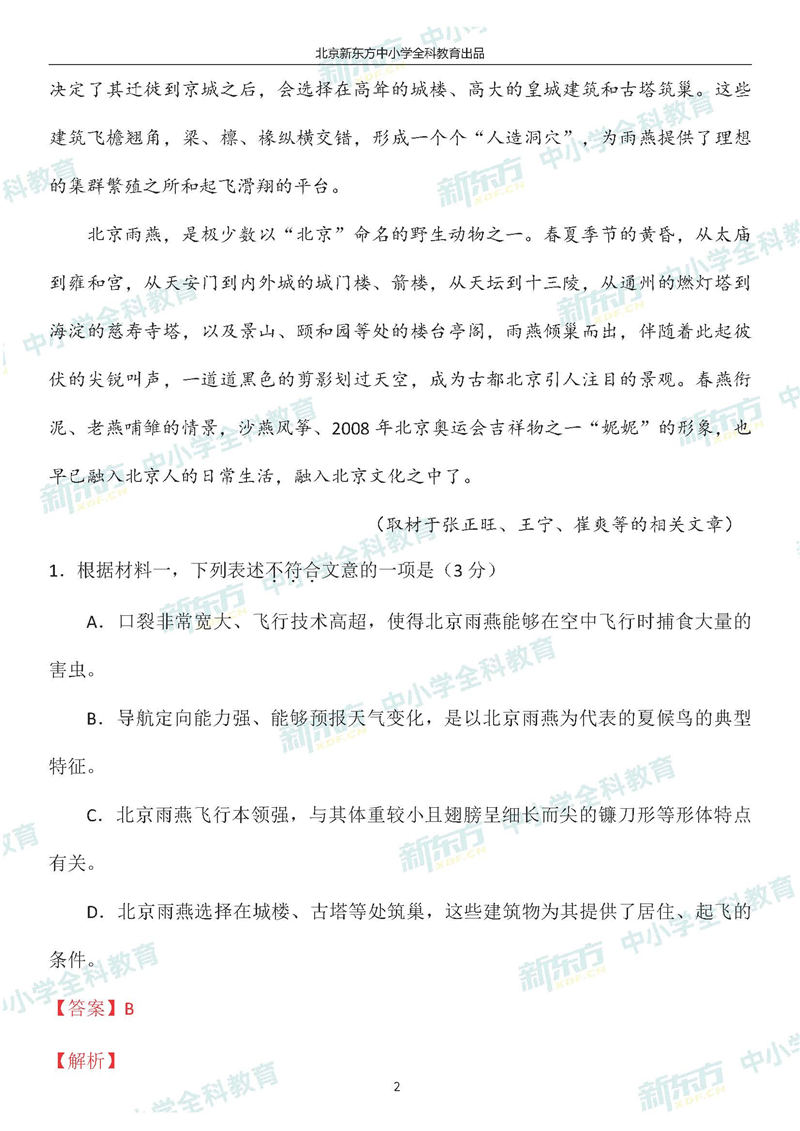 北京新东方中小学全科教育出品
决定了其迁徙到京城之后，会选择在高耸的城楼、高大的皇城建筑和古塔筑巢。这些
建筑飞檐翘角，梁、檩、椽纵横交错，形成一个个“人造洞穴”，为雨燕提供了理想
的集群繁殖之所和起飞滑翔的平台。
北京雨燕，是极少数以“北京”命名的野生动物之一。春夏季节的黄昏，从太庙
到雍和宫，从天安门到内外城的城门楼、箭楼，从天坛到十三陵，从通州的燃灯塔到
海淀的慈寿寺塔，以及景山、颐和园等处的楼台亭阁，雨燕倾巢而出，伴随着此起彼
伏的尖锐叫声，一道道黑色的剪影划过天空，成为古都北京引人注目的景观。春燕衔
泥、老燕哺雏的情景，沙燕风筝、2008 年北京奥运会吉祥物之一“妮妮”的形象，也
早已融入北京人的日常生活，融入北京文化之中了。
（取材于张正旺、王宁、崔爽等的相关文章）
1．根据材料一，下列表述不符合文意的一项是（3 分）
A．口裂非常宽大、飞行技术高超，使得北京雨燕能够在空中飞行时捕食大量的
害虫。
B．导航定向能力强、能够预报天气变化，是以北京雨燕为代表的夏候鸟的典型
特征。
C．北京雨燕飞行本领强，与其体重较小且翅膀呈细长而尖的镰刀形等形体特点
有关。
D．北京雨燕选择在城楼、古塔等处筑巢，这些建筑物为其提供了居住、起飞的
条件。
【答案】B
【解析】
2